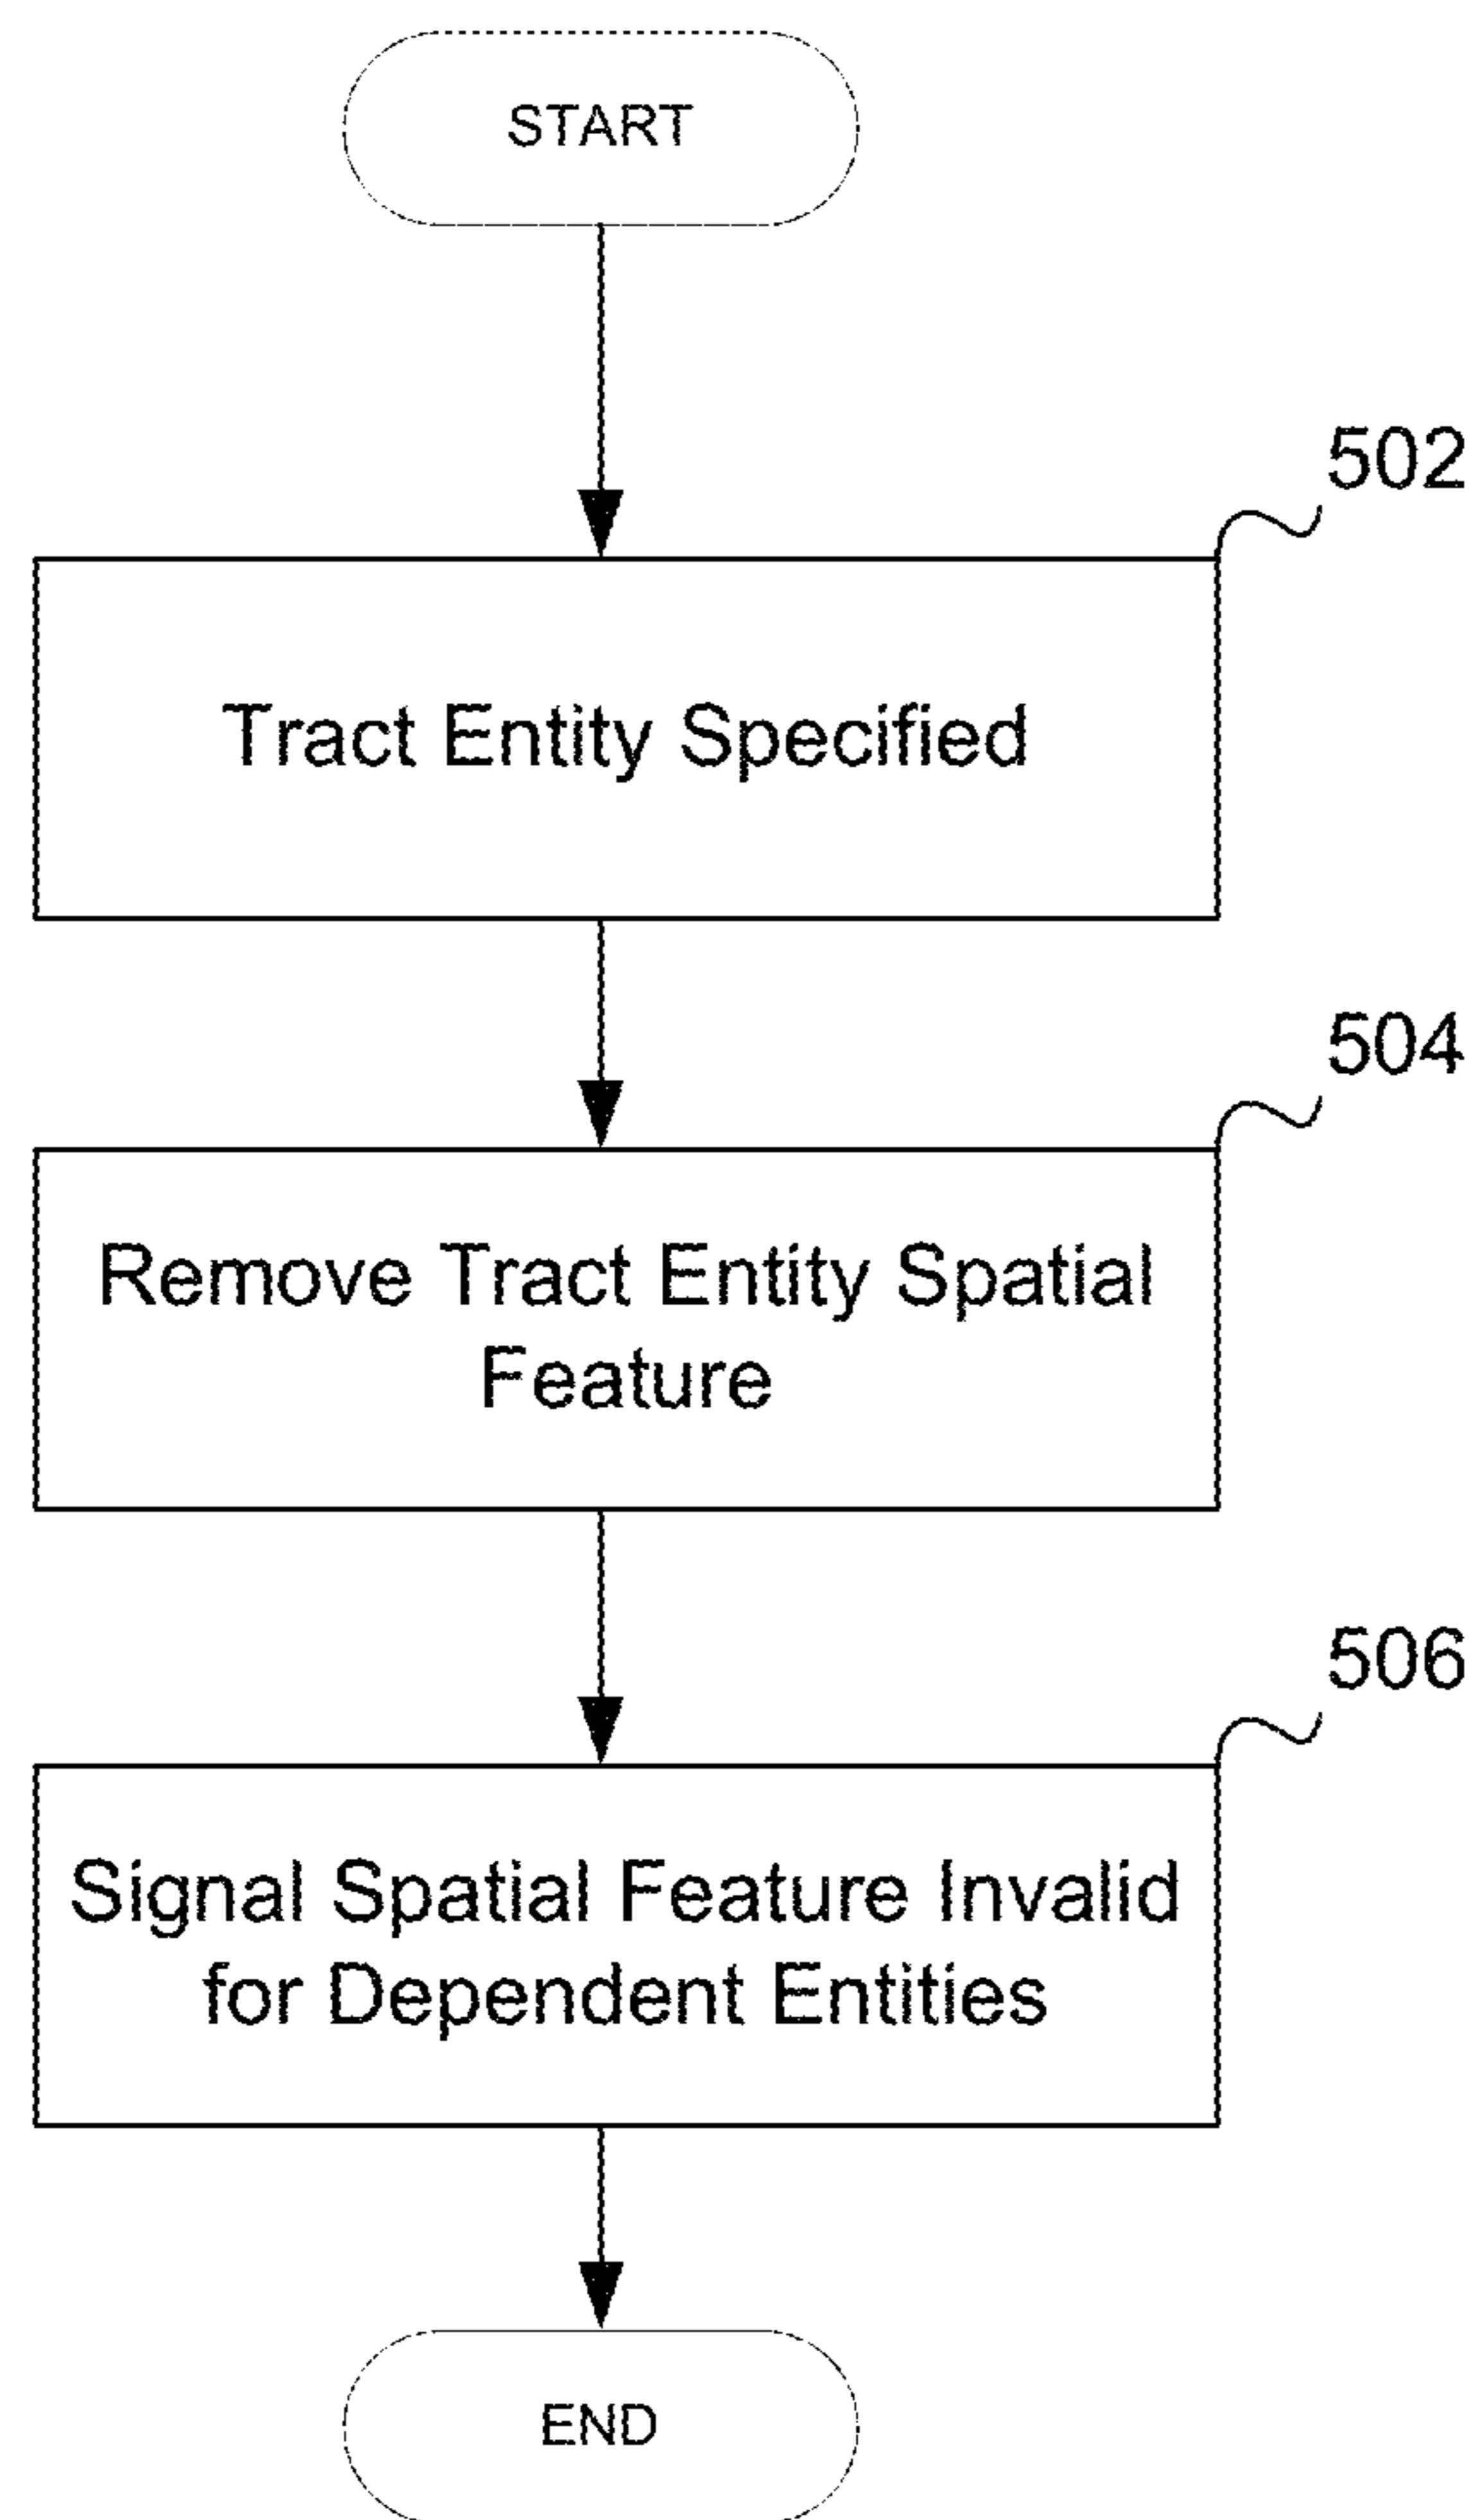 START
502
Tract Entity Specified
504
Remove Tract Entity Spatial
Feature
506
Signal Spatial Feature Invalid
for Dependent Entities
END